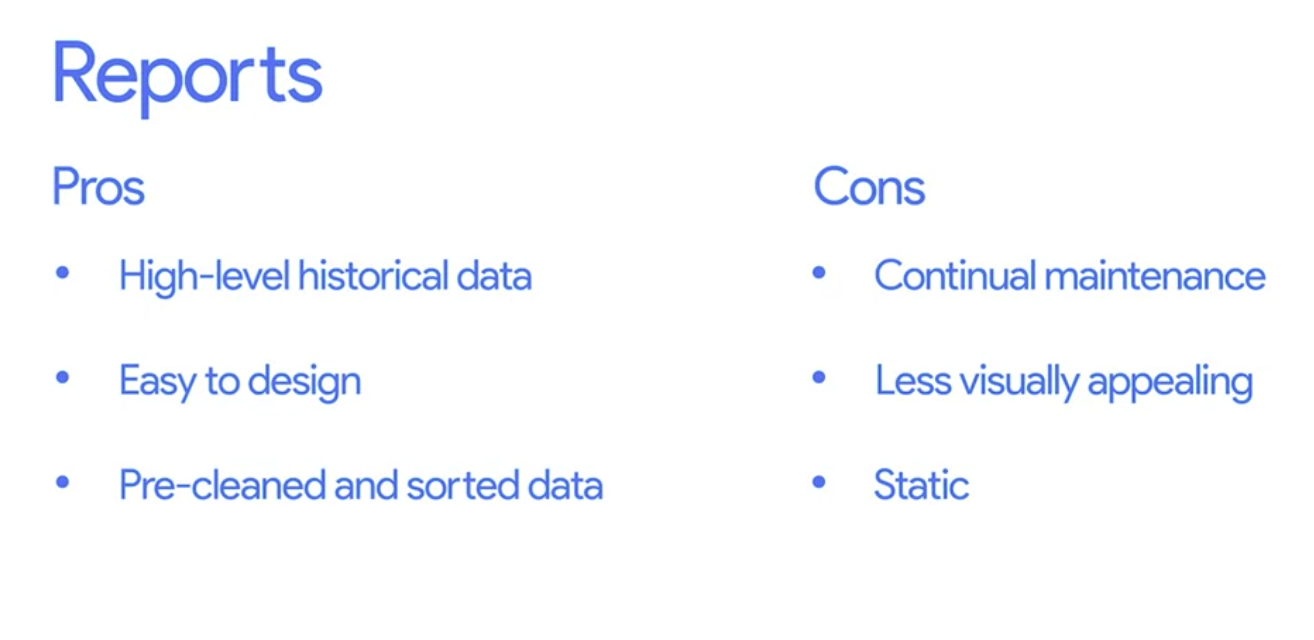 Reports
Pros
High-level historical data
Easy to design
Pre-cleaned and sorted data
Cons
Continual maintenance
Less visually appealing
Static